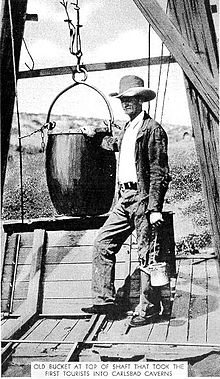 OLD BUCKET AT TOP OF SHAFT THAT TOOK THE
FIRST TOURISTS INTO CARLSBAD CAVERNS